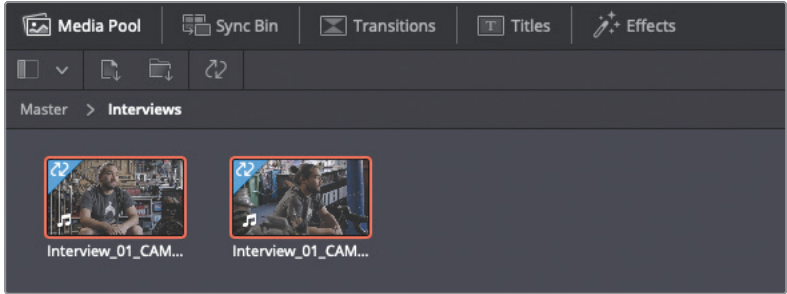 Media Pool Sync Bin Transitions T Titles Effects
Master > Interviews
Interview_01_CAM... Interview_01_CAM...